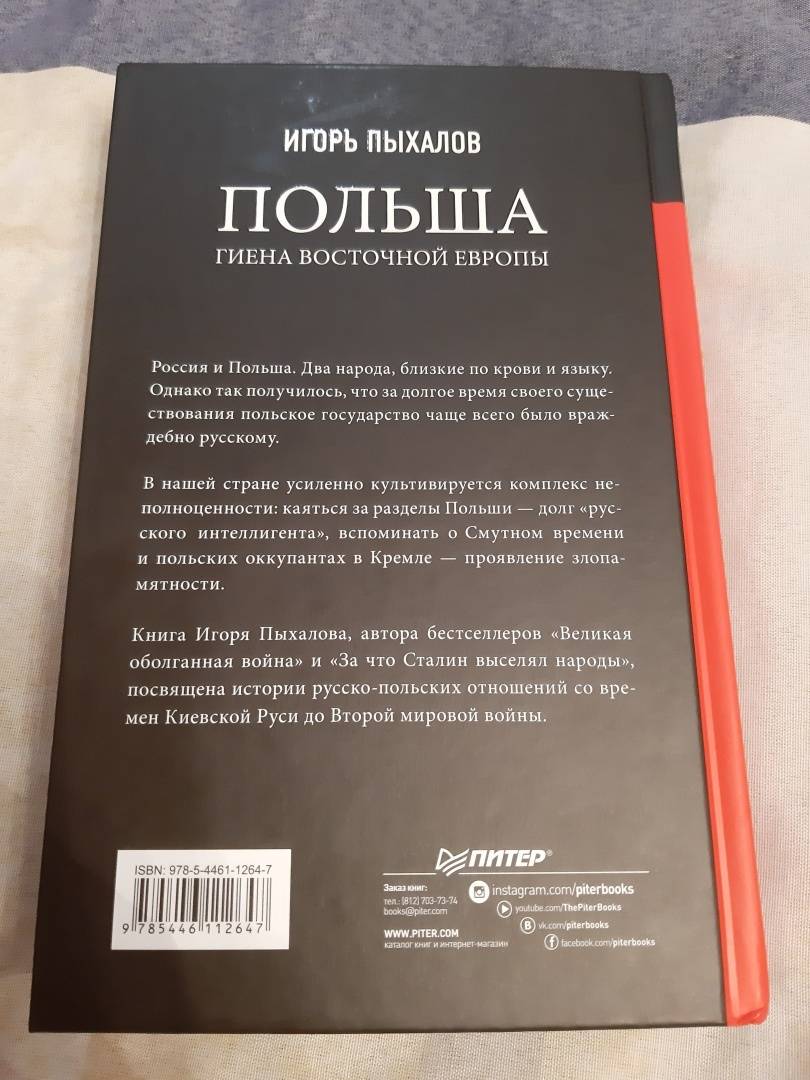 ИГОРЬ ПЫХАЛОВ
ПОЛЬША
ГИЕНА ВОСТОЧНОЙ ЕВРОПЫ
Россия и Польша. Два народа, близкие по крови и языку.
Однако так получилось, что за долгое время своего суще-
ствования польское государство чаще всего было враж-
дебно русскому.
В нашей стране усиленно культивируется комплекс не-
полноценности: каяться за разделы Польши — долг «рус-
ского интеллигента», вспоминать о Смутном времени
и польских оккупантах в Кремле — проявление злопа-
мятности.
Книга Игоря Пыхалова, автора бестселлеров «Великая
оболганная война» и «За что Сталин выселял народы»,
посвящена истории русско-польских отношений со вре-
мен Киевской Руси до Второй мировой войны.
ISBN: 978-5-4461-1264-7
9 785446 112647
ПИТЕР®
Заказ книг:
тел.: (812) 703-73-74
books@piter.com
WWW.PITER.COM
каталог книг и интернет-магазин
instagram.com/piterbooks
youtube.com/ThePiterBooks
vk.com/piterbooks
facebook.com/piterbooks